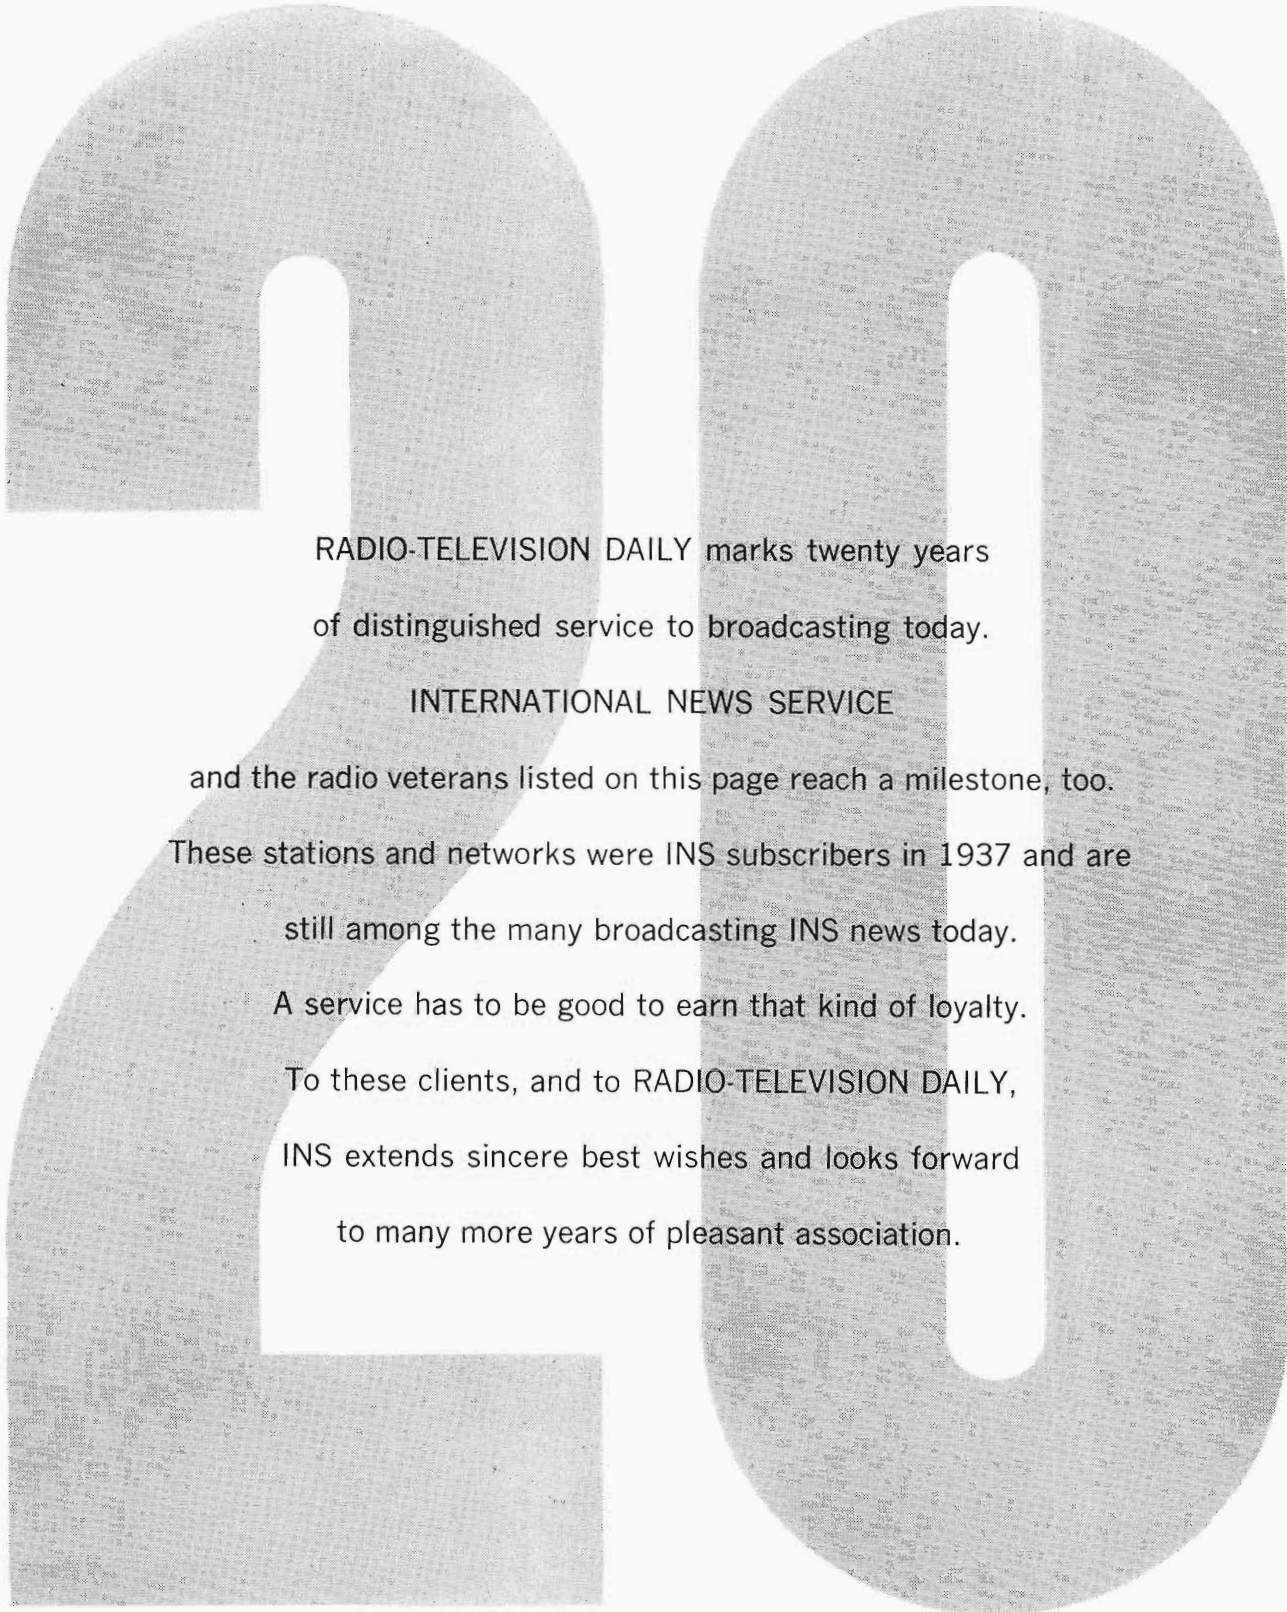 20
RADIO-TELEVISION DAILY marks twenty years
of distinguished service to broadcasting today.
INTERNATIONAL NEWS SERVICE
and the radio veterans listed on this page reach a milestone, too.
These stations and networks were INS subscribers in 1937 and are
still among the many broadcasting INS news today.
A service has to be good to earn that kind of loyalty.
To these clients, and to RADIO-TELEVISION DAILY,
INS extends sincere best wishes and looks forward
to many more years of pleasant association.